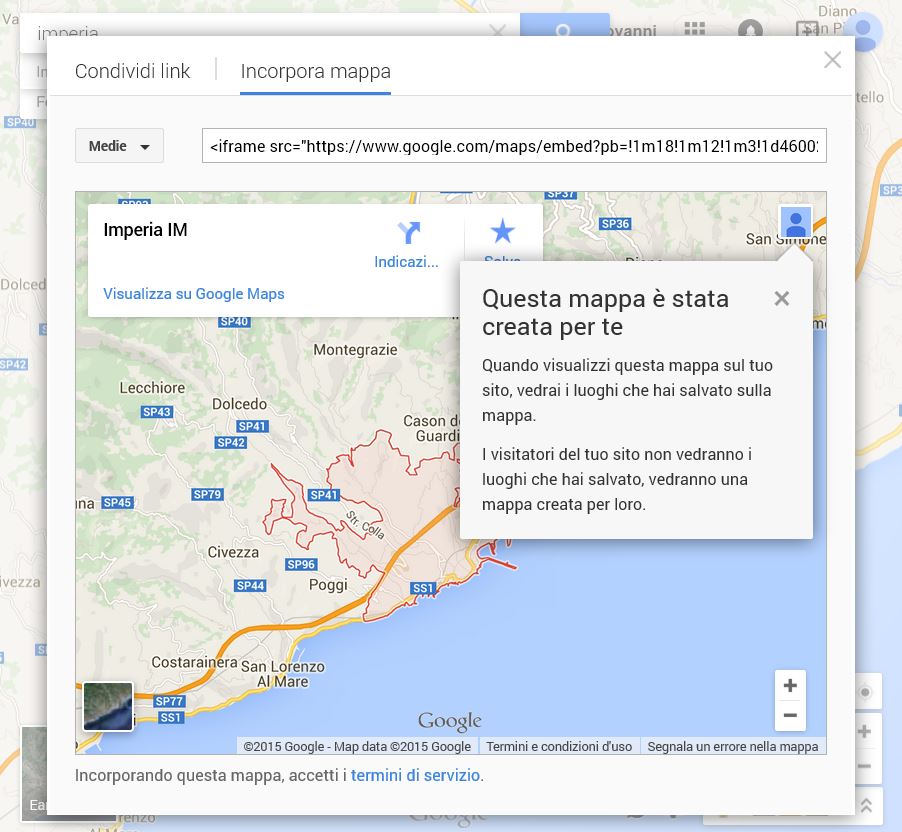 imperia
Diano
ovanni
Condividi link
Incorpora mappa
Medie
<iframe src="https://www.google.com/maps/embed?pb=!1m18!1m12!1m3!1d4600
Imperia IM
Indicazi...
Salva
Visualizza su Google Maps
Questa mappa è stata
creata per te
Quando visualizzi questa mappa sul tuo
sito, vedrai i luoghi che hai salvato sulla
mappa.
I visitatori del tuo sito non vedranno i
luoghi che hai salvato, vedranno una
mappa creata per loro.
SP37
SP36
San Simone
SP40
Montegrazie
Lecchiore
SP43
Dolcedo
SP41
SP42
Cason de
Guardi
SP79
SP45
SP41
Str. Colla
Civezza
SP96
SP44
Poggi
SS1
Costarainera
San Lorenzo
Al Mare
SP77
SS1
Google
©2015 Google - Map data ©2015 Google
Termini e condizioni d'uso
Segnala un errore nella mappa
Incorporando questa mappa, accetti i termini di servizio.
SP40
Dolcedo
SP42